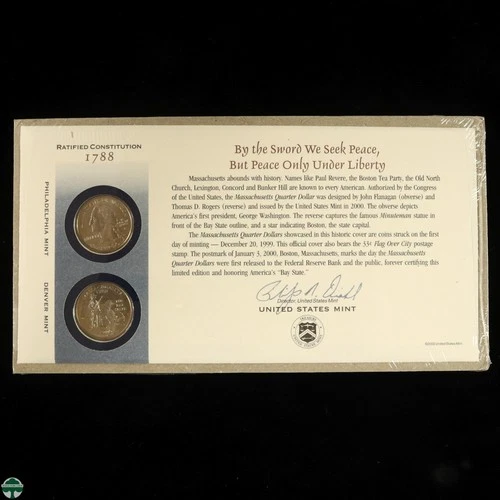 RATIFIED CONSTITUTION
1788
PHILADELPHIA MINT
DENVER MINT
By the Sword We Seek Peace,
But Peace Only Under Liberty
Massachusetts abounds with history. Names like Paul Revere, the Boston Tea Party, the Old North
Church, Lexington, Concord and Bunker Hill are known to every American. Authorized by the Congress
of the United States, the Massachusetts Quarter Dollar was designed by John Flanagan (obverse) and
Thomas D. Rogers (reverse) and issued by the United States Mint in 2000. The obverse depicts
America's first president, George Washington. The reverse captures the famous Minuteman statue in
front of the Bay State outline, and a star indicating Boston, the state capital.
The Massachusetts Quarter Dollars showcased in this historic cover are coins struck on the first
day of minting — December 20, 1999. This official cover also bears the 33¢ Flag Over City postage
stamp. The postmark of January 3, 2000, Boston, Massachusetts, marks the day the Massachusetts
Quarter Dollars were first released to the Federal Reserve Bank and the public, forever certifying this
limited edition and honoring America's "Bay State."
Director, United States Mint
UNITED STATES MINT